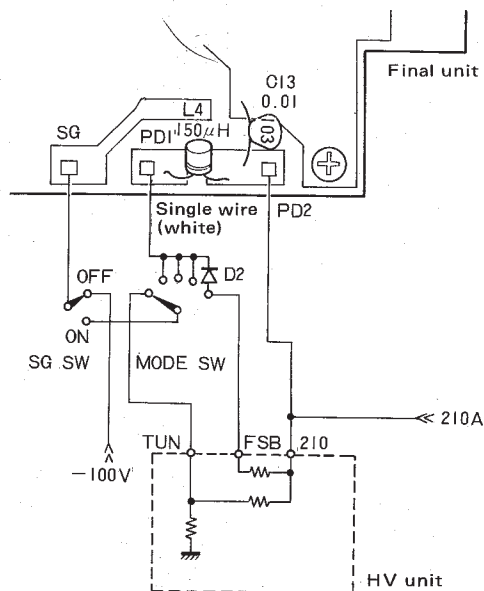 Final unit
C13
0.01
103
L4
150μH
SG
PD1
PD2
Single wire
(white)
D2
OFF
ON
SG SW
MODE SW
210A
TUN
FSB
210
−100V
HV unit